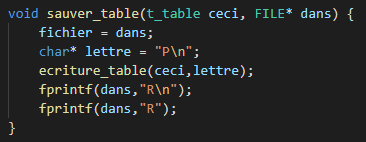 void sauver_table(t_table ceci, FILE* dans) {
    fichier = dans;
    char* lettre = "P\n";
    ecriture_table(ceci,lettre);
    fprintf(dans,"R\n");
    fprintf(dans,"R");
}